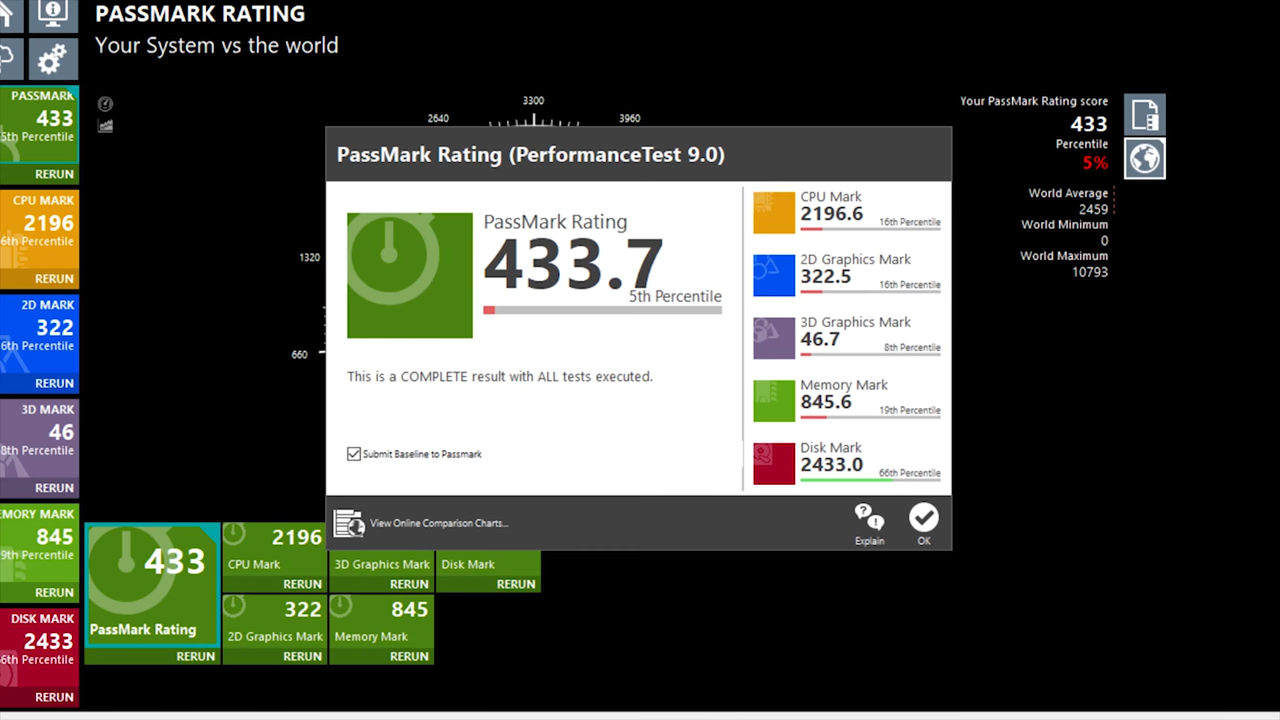 PASSMARK RATING
Your System vs the world
PASSMARK
433
5th Percentile
RERUN
CPU MARK
2196
6th Percentile
RERUN
2D MARK
322
6th Percentile
RERUN
3D MARK
46
8th Percentile
RERUN
EMORY MARK
845
9th Percentile
RERUN
DISK MARK
2433
6th Percentile
RERUN
3300
2640
3960
1320
660
Your PassMark Rating score
433
Percentile
5%
World Average
2459
World Minimum
0
World Maximum
10793
PassMark Rating (PerformanceTest 9.0)
PassMark Rating
433.7
5th Percentile
This is a COMPLETE result with ALL tests executed.
Submit Baseline to Passmark
CPU Mark
2196.6
16th Percentile
2D Graphics Mark
322.5
16th Percentile
3D Graphics Mark
46.7
8th Percentile
Memory Mark
845.6
19th Percentile
Disk Mark
2433.0
66th Percentile
View Online Comparison Charts...
Explain
OK
433
PassMark Rating
RERUN
2196
CPU Mark
RERUN
3D Graphics Mark
RERUN
Disk Mark
RERUN
322
2D Graphics Mark
RERUN
845
Memory Mark
RERUN